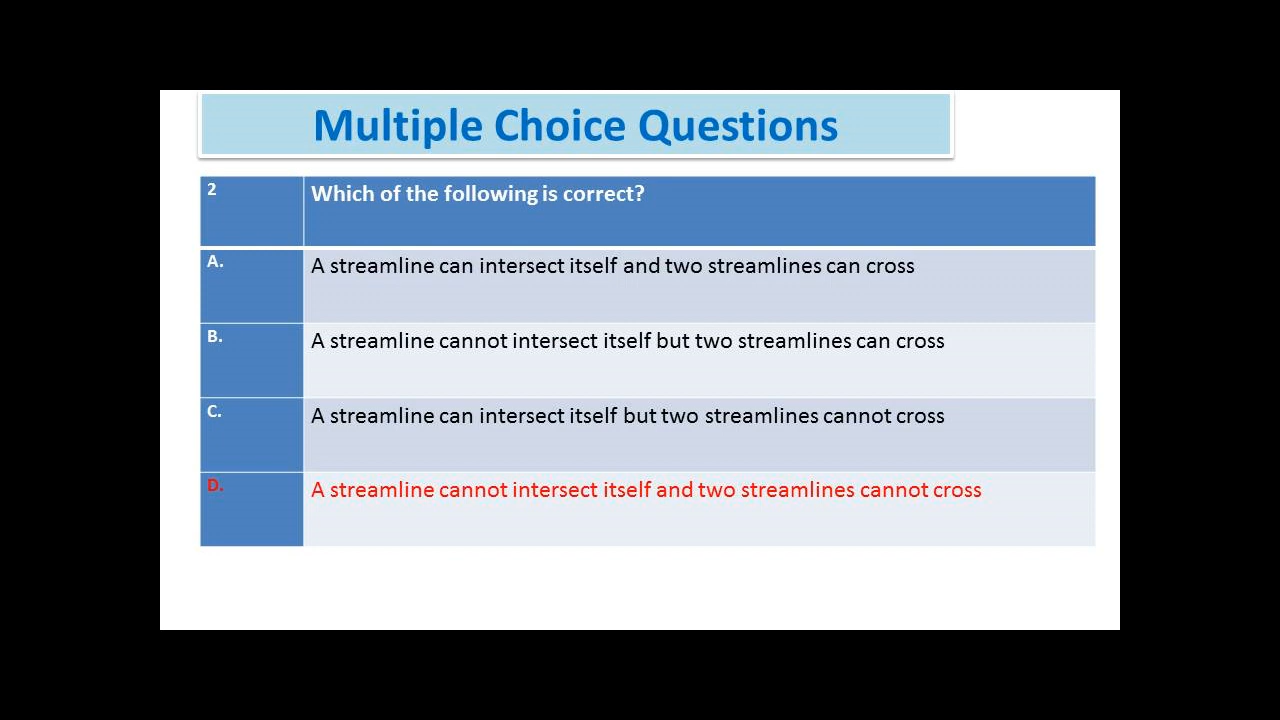 Multiple Choice Questions
2 Which of the following is correct?
A. A streamline can intersect itself and two streamlines can cross
B. A streamline cannot intersect itself but two streamlines can cross
C. A streamline can intersect itself but two streamlines cannot cross
D. A streamline cannot intersect itself and two streamlines cannot cross